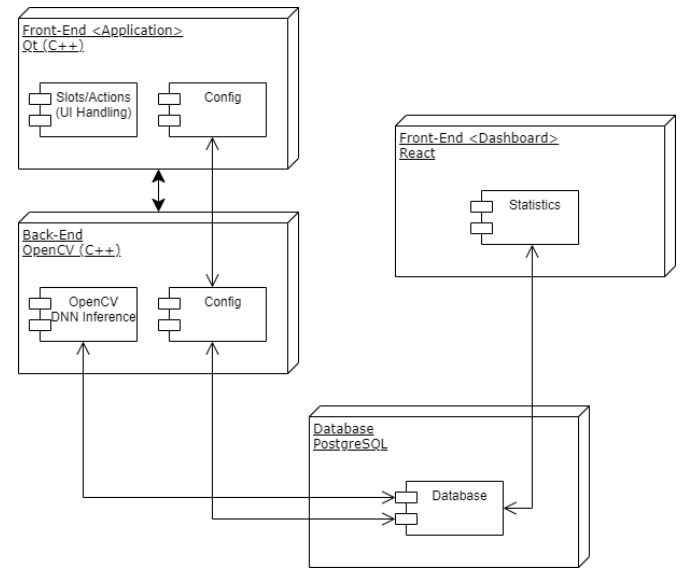 Front-End <Application>
Qt (C++)
Slots/Actions
(UI Handling)
Config
Front-End <Dashboard>
React
Statistics
Back-End
OpenCV (C++)
OpenCV
DNN Inference
Config
Database
PostgreSQL
Database